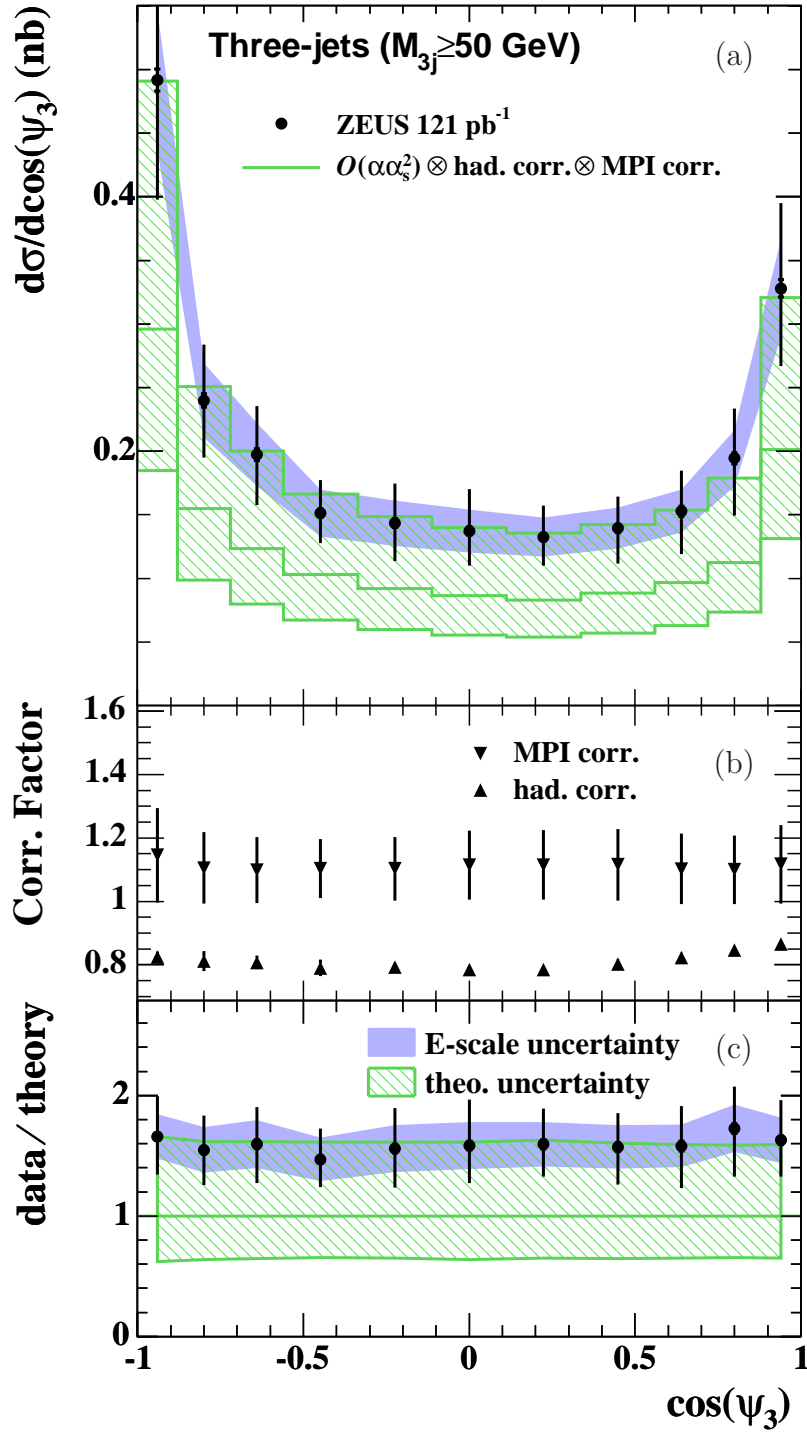 Three-jets (M₃ⱼ≥50 GeV)
(a)
ZEUS 121 pb⁻¹
O(αα²ₛ) ⊗ had. corr. ⊗ MPI corr.
dσ/dcos(ψ₃) (nb)
0.4
0.2
Corr. Factor
1.6
1.4
1.2
1
0.8
MPI corr.
had. corr.
(b)
data / theory
2
1
0
E-scale uncertainty
theo. uncertainty
(c)
-1
-0.5
0
0.5
1
cos(ψ₃)